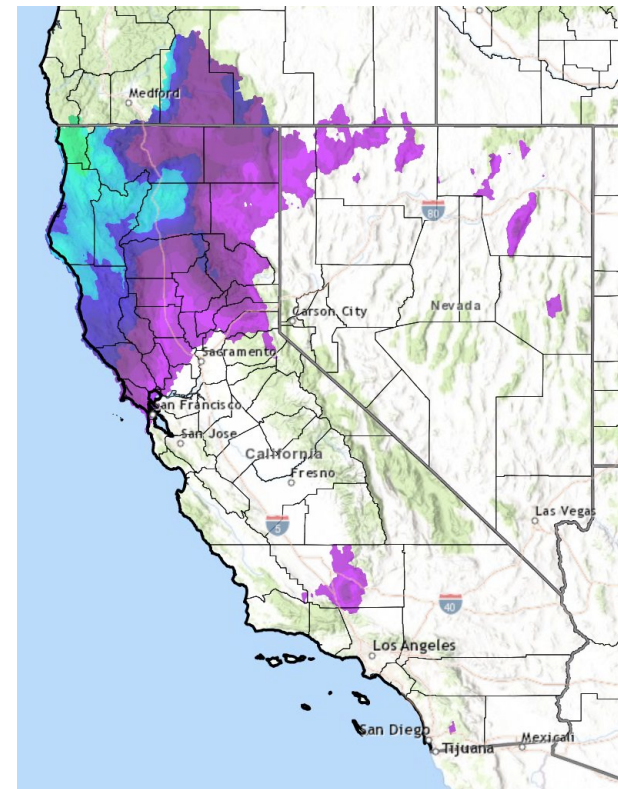 Medford
80
Carson City
Nevada
Sacramento
San Francisco
San Jose
California
Fresno
Las Vegas
5
40
Los Angeles
San Diego
Tijuana
Mexicali